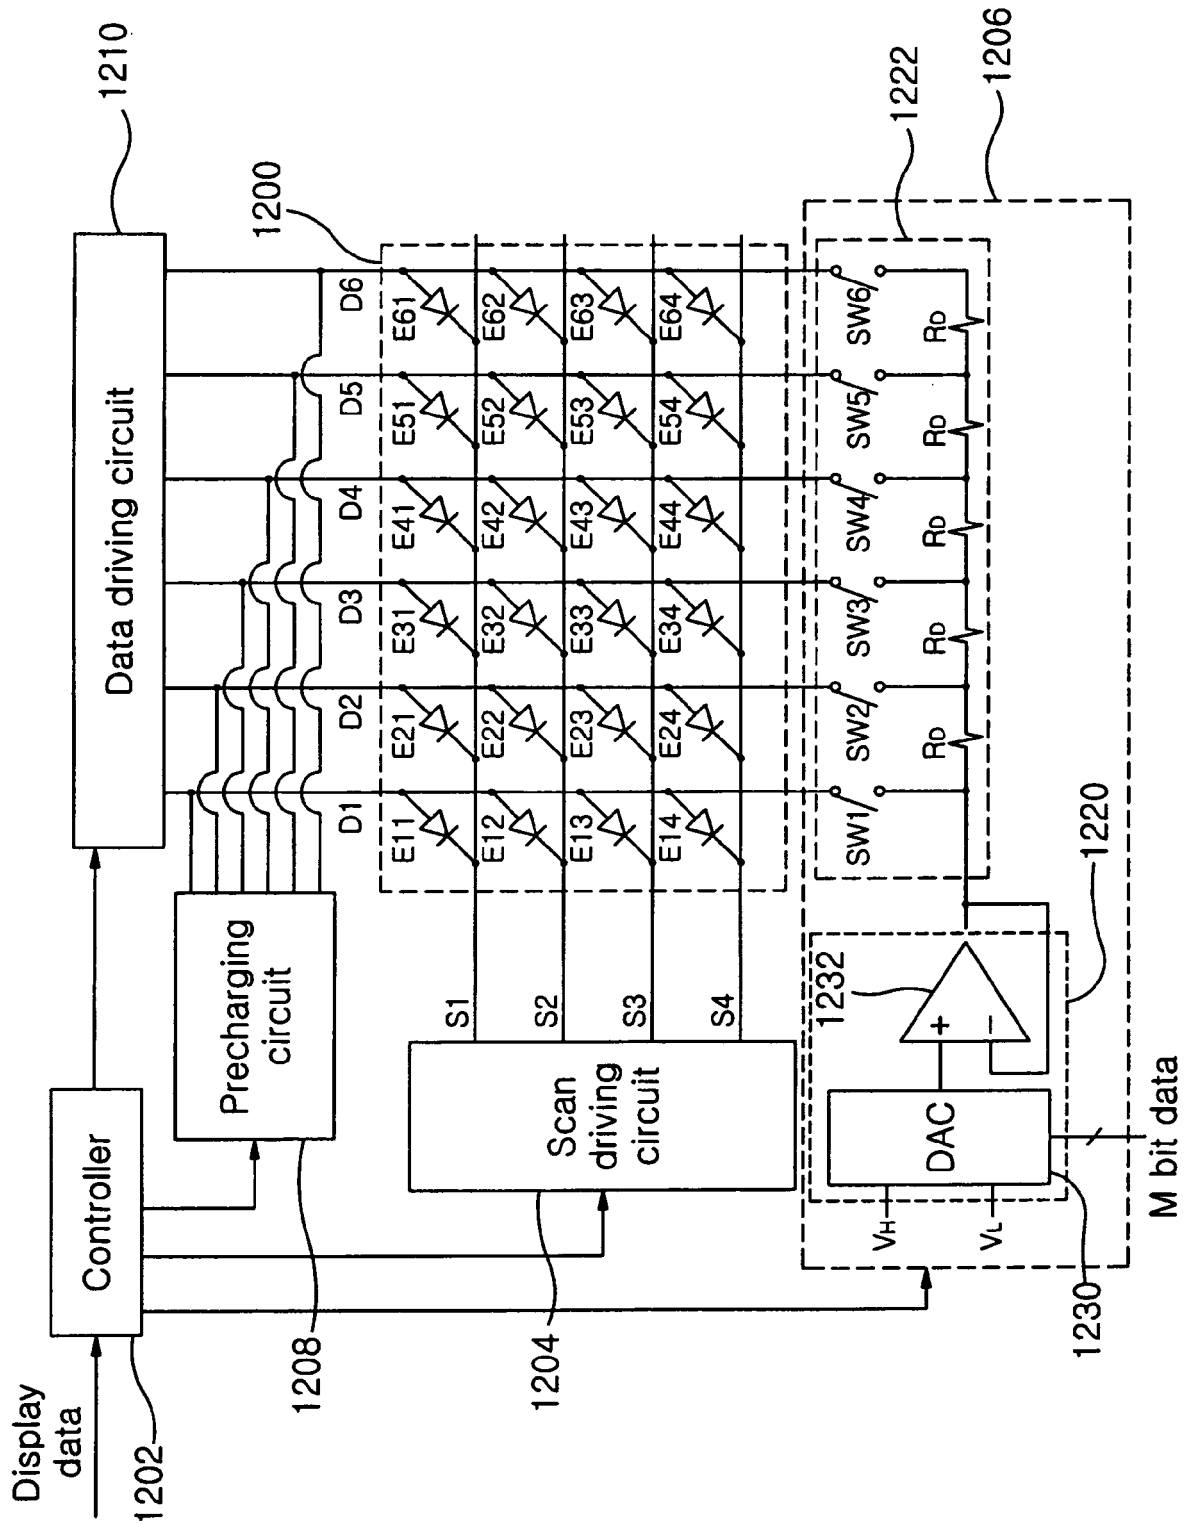 Display
data
1202
Controller
Data driving circuit
1210
Precharging
circuit
1208
1200
D1
D2
D3
D4
D5
D6
Scan
driving
circuit
1204
S1
S2
S3
S4
E11
E21
E31
E41
E51
E61
E12
E22
E32
E42
E52
E62
E13
E23
E33
E43
E53
E63
E14
E24
E34
E44
E54
E64
SW1
SW2
SW3
SW4
SW5
SW6
RD
RD
RD
RD
RD
1222
1206
1220
1232
+
−
DAC
VH
VL
1230
M bit data